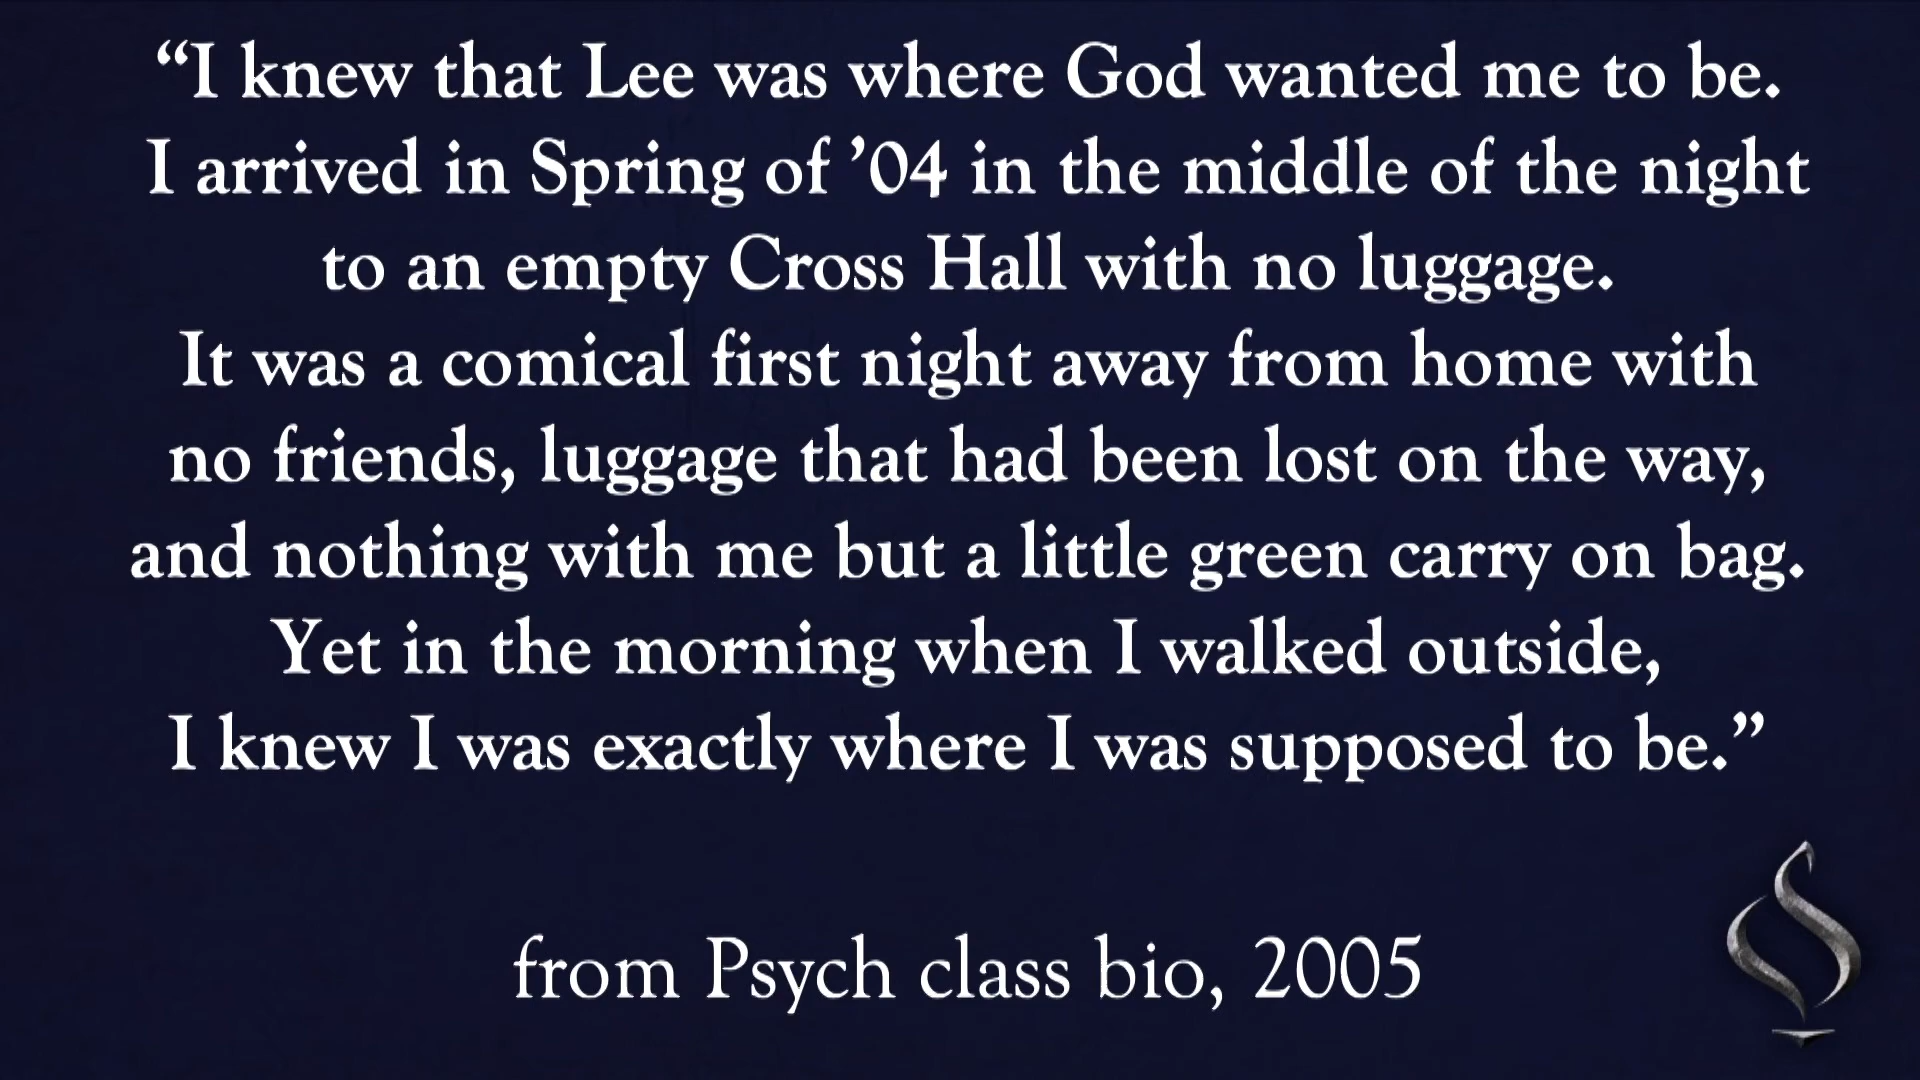 “I knew that Lee was where God wanted me to be.
I arrived in Spring of ’04 in the middle of the night
to an empty Cross Hall with no luggage.
It was a comical first night away from home with
no friends, luggage that had been lost on the way,
and nothing with me but a little green carry on bag.
Yet in the morning when I walked outside,
I knew I was exactly where I was supposed to be.”
from Psych class bio, 2005